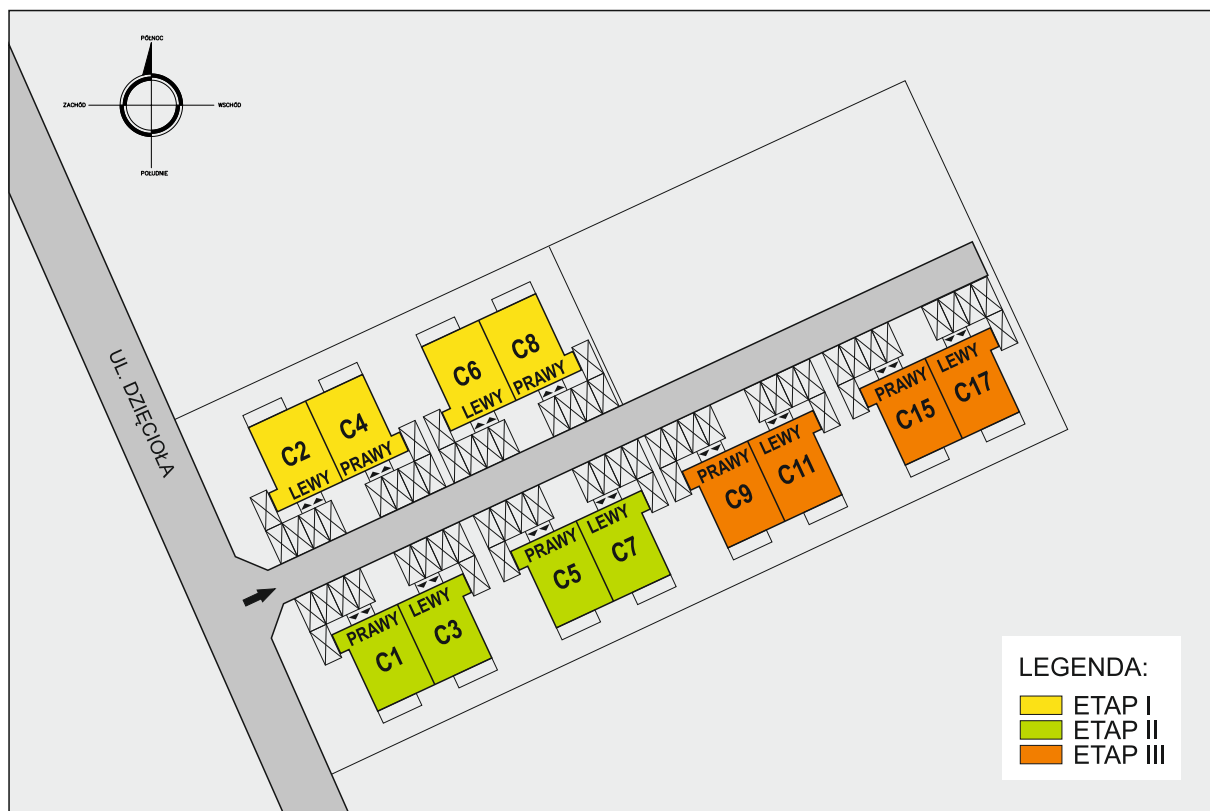 PÓŁNOC
ZACHÓD
WSCHÓD
POŁUDNIE
UL. DZIĘCIOŁA
C2
LEWY
C4
PRAWY
C6
LEWY
C8
PRAWY
PRAWY
C1
LEWY
C3
PRAWY
C5
LEWY
C7
PRAWY
C9
LEWY
C11
PRAWY
C15
LEWY
C17
LEGENDA:
ETAP I
ETAP II
ETAP III